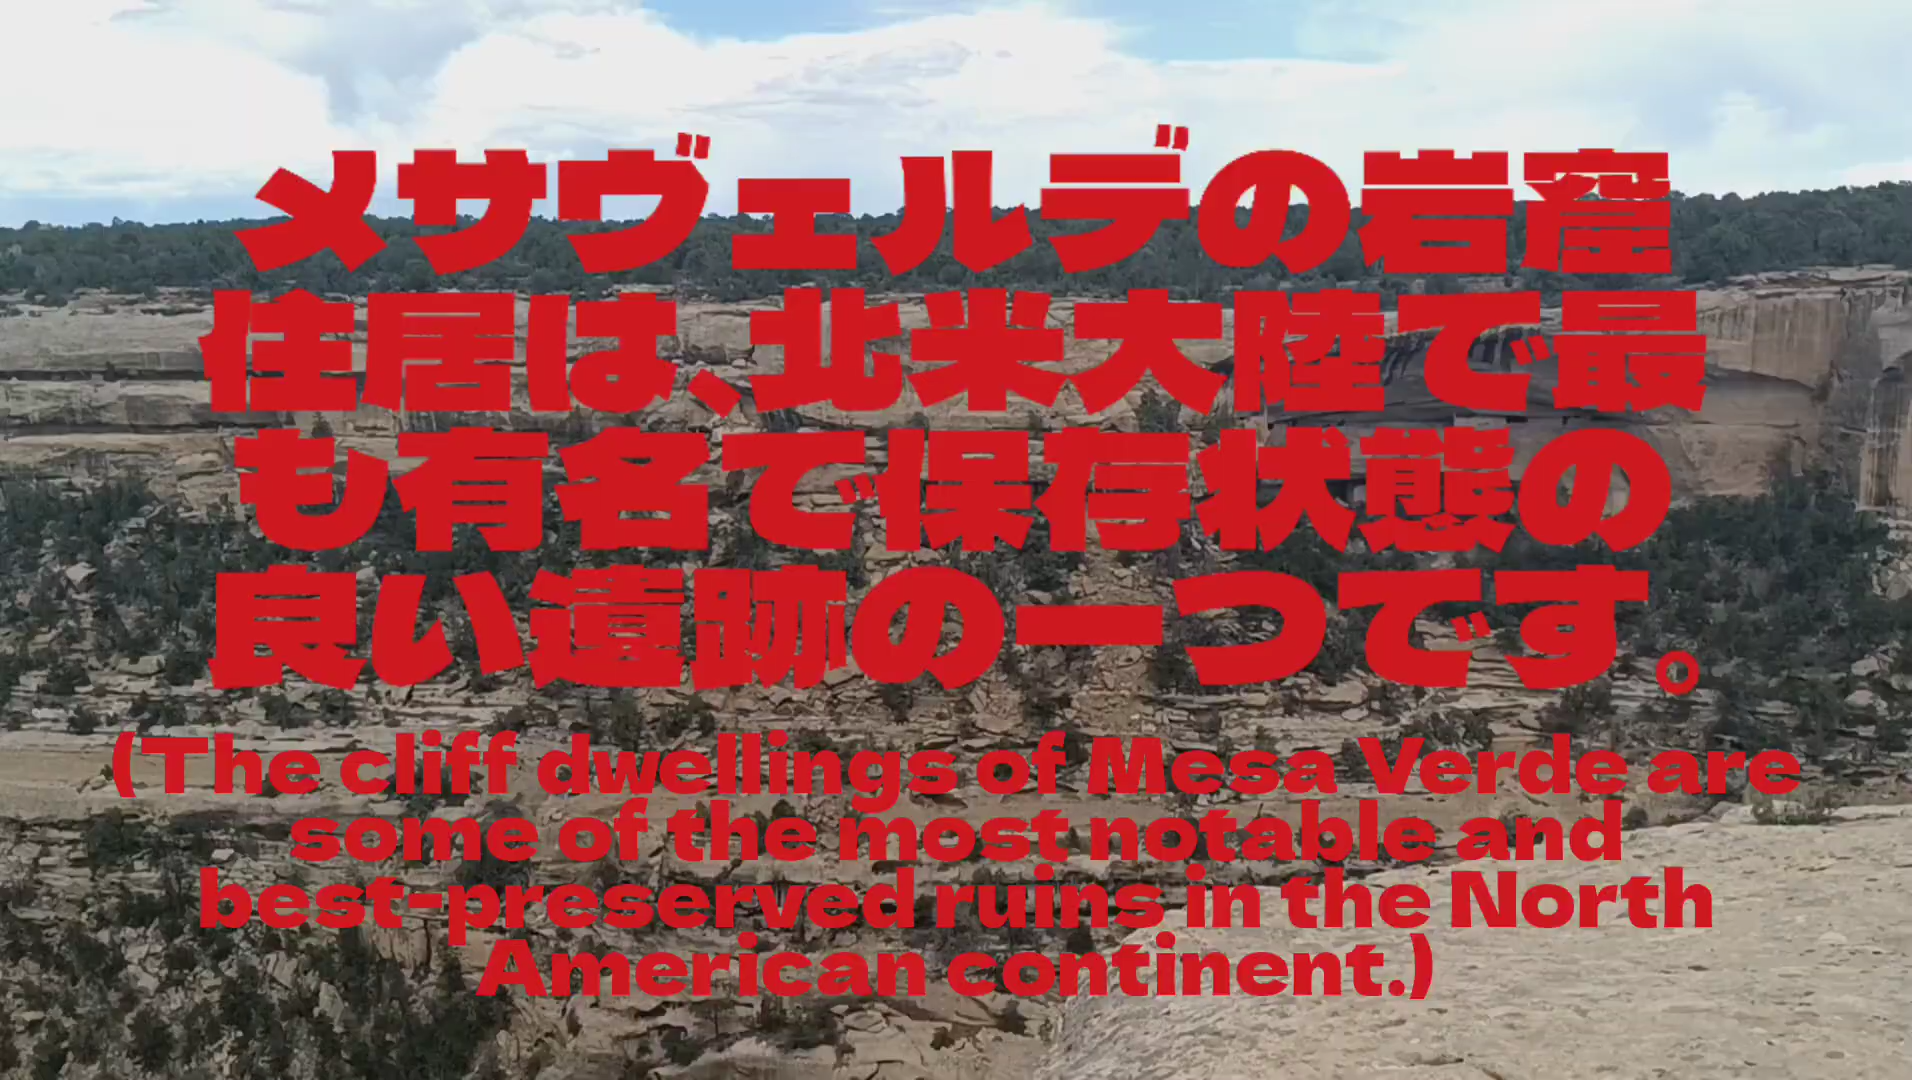 メサヴェルデの岩窟
住居は、北米大陸で最
も有名で保存状態の
良い遺跡の一つです。
(The cliff dwellings of Mesa Verde are
some of the most notable and
best-preserved ruins in the North
American continent.)